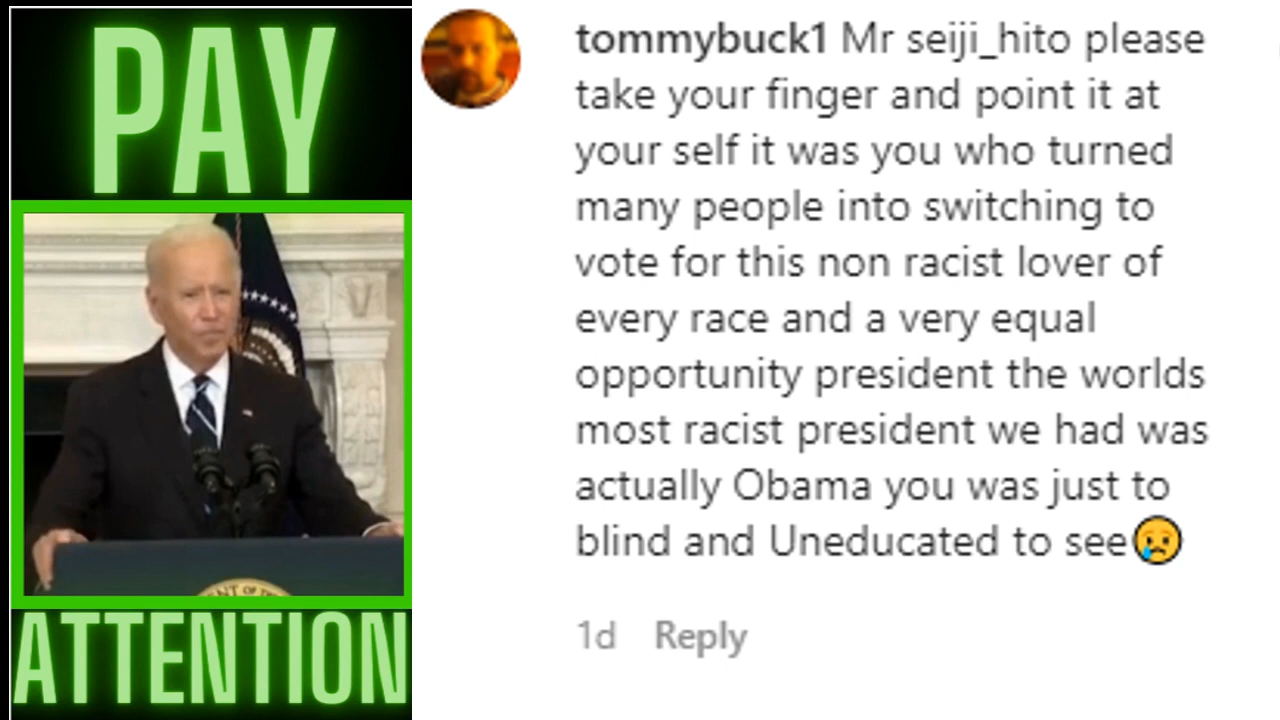 PAY
ENT OF THE
ATTENTION
tommybuck1 Mr seiji_hito please
take your finger and point it at
your self it was you who turned
many people into switching to
vote for this non racist lover of
every race and a very equal
opportunity president the worlds
most racist president we had was
actually Obama you was just to
blind and Uneducated to see😢
1d Reply